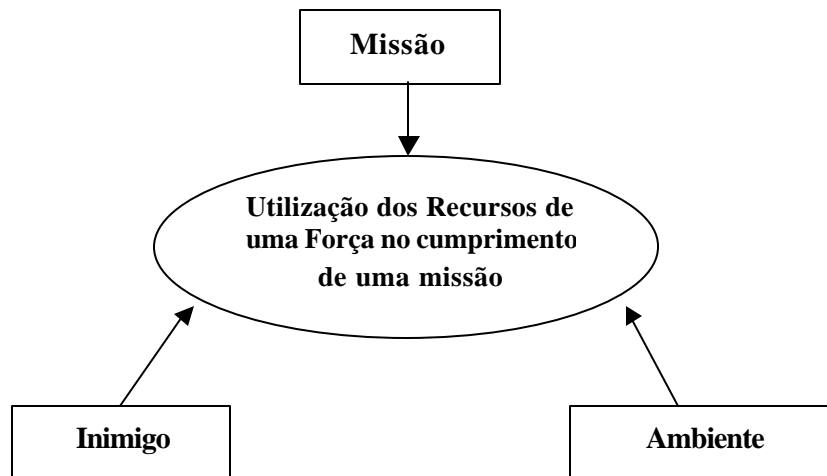 Missão
Utilização dos Recursos de
uma Força no cumprimento
de uma missão
Inimigo
Ambiente